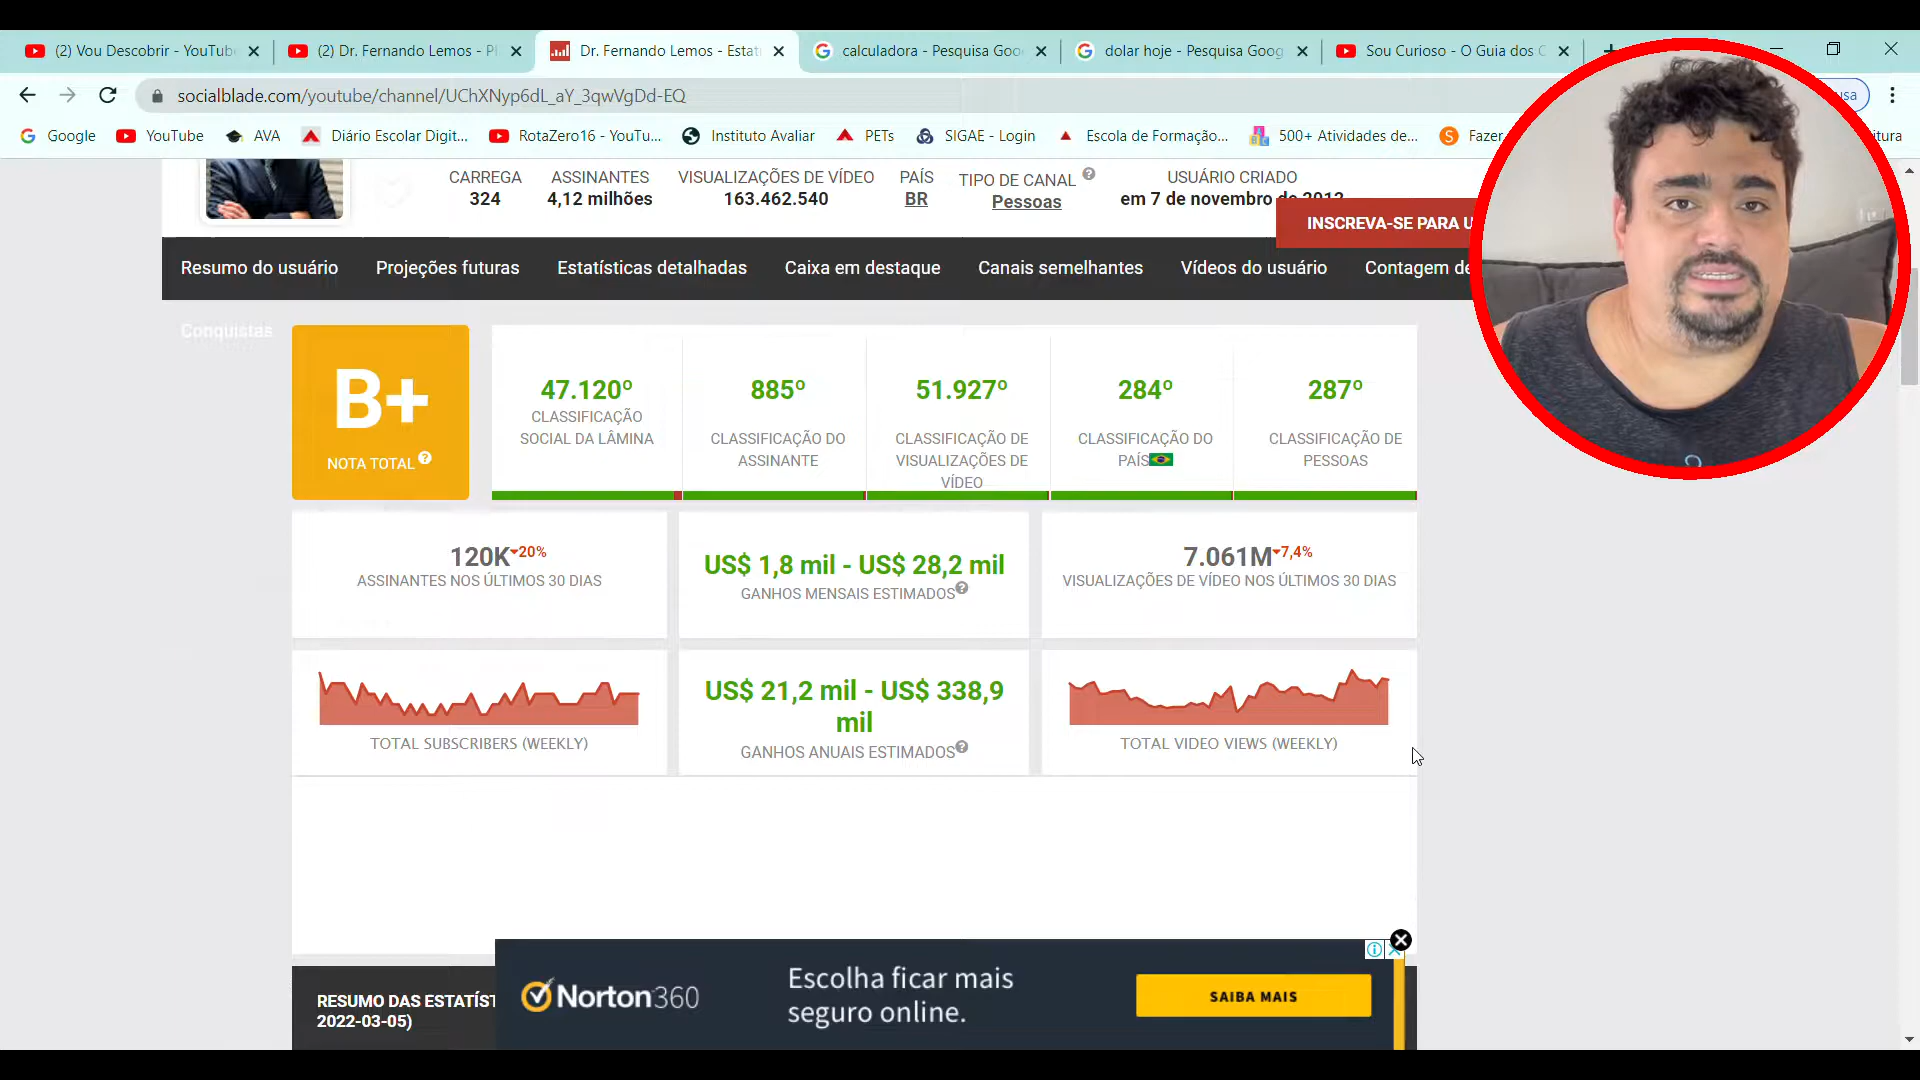 (2) Vou Descobrir - YouTub
(2) Dr. Fernando Lemos - P
Dr. Fernando Lemos - Estat
calculadora - Pesquisa Goo
dolar hoje - Pesquisa Goog
Sou Curioso - O Guia dos C
socialblade.com/youtube/channel/UChXNyp6dL_aY_3qwVgDd-EQ
usa
Google
YouTube
AVA
Diário Escolar Digit...
RotaZero16 - YouTu...
Instituto Avaliar
PETs
SIGAE - Login
Escola de Formação...
500+ Atividades de...
Fazer
itura
CARREGA
324
ASSINANTES
4,12 milhões
VISUALIZAÇÕES DE VÍDEO
163.462.540
PAÍS
BR
TIPO DE CANAL
Pessoas
USUÁRIO CRIADO
em 7 de novembro de 2012
INSCREVA-SE PARA U
Resumo do usuário
Projeções futuras
Estatísticas detalhadas
Caixa em destaque
Canais semelhantes
Vídeos do usuário
Contagem de
Conquistas
B+
NOTA TOTAL
47.120º
CLASSIFICAÇÃO
SOCIAL DA LÂMINA
885º
CLASSIFICAÇÃO DO
ASSINANTE
51.927º
CLASSIFICAÇÃO DE
VISUALIZAÇÕES DE
VÍDEO
284º
CLASSIFICAÇÃO DO
PAÍS
287º
CLASSIFICAÇÃO DE
PESSOAS
120K 20%
ASSINANTES NOS ÚLTIMOS 30 DIAS
US$ 1,8 mil - US$ 28,2 mil
GANHOS MENSAIS ESTIMADOS
7.061M 7,4%
VISUALIZAÇÕES DE VÍDEO NOS ÚLTIMOS 30 DIAS
TOTAL SUBSCRIBERS (WEEKLY)
US$ 21,2 mil - US$ 338,9
mil
GANHOS ANUAIS ESTIMADOS
TOTAL VIDEO VIEWS (WEEKLY)
RESUMO DAS ESTATÍST
2022-03-05)
Norton360
Escolha ficar mais
seguro online.
SAIBA MAIS